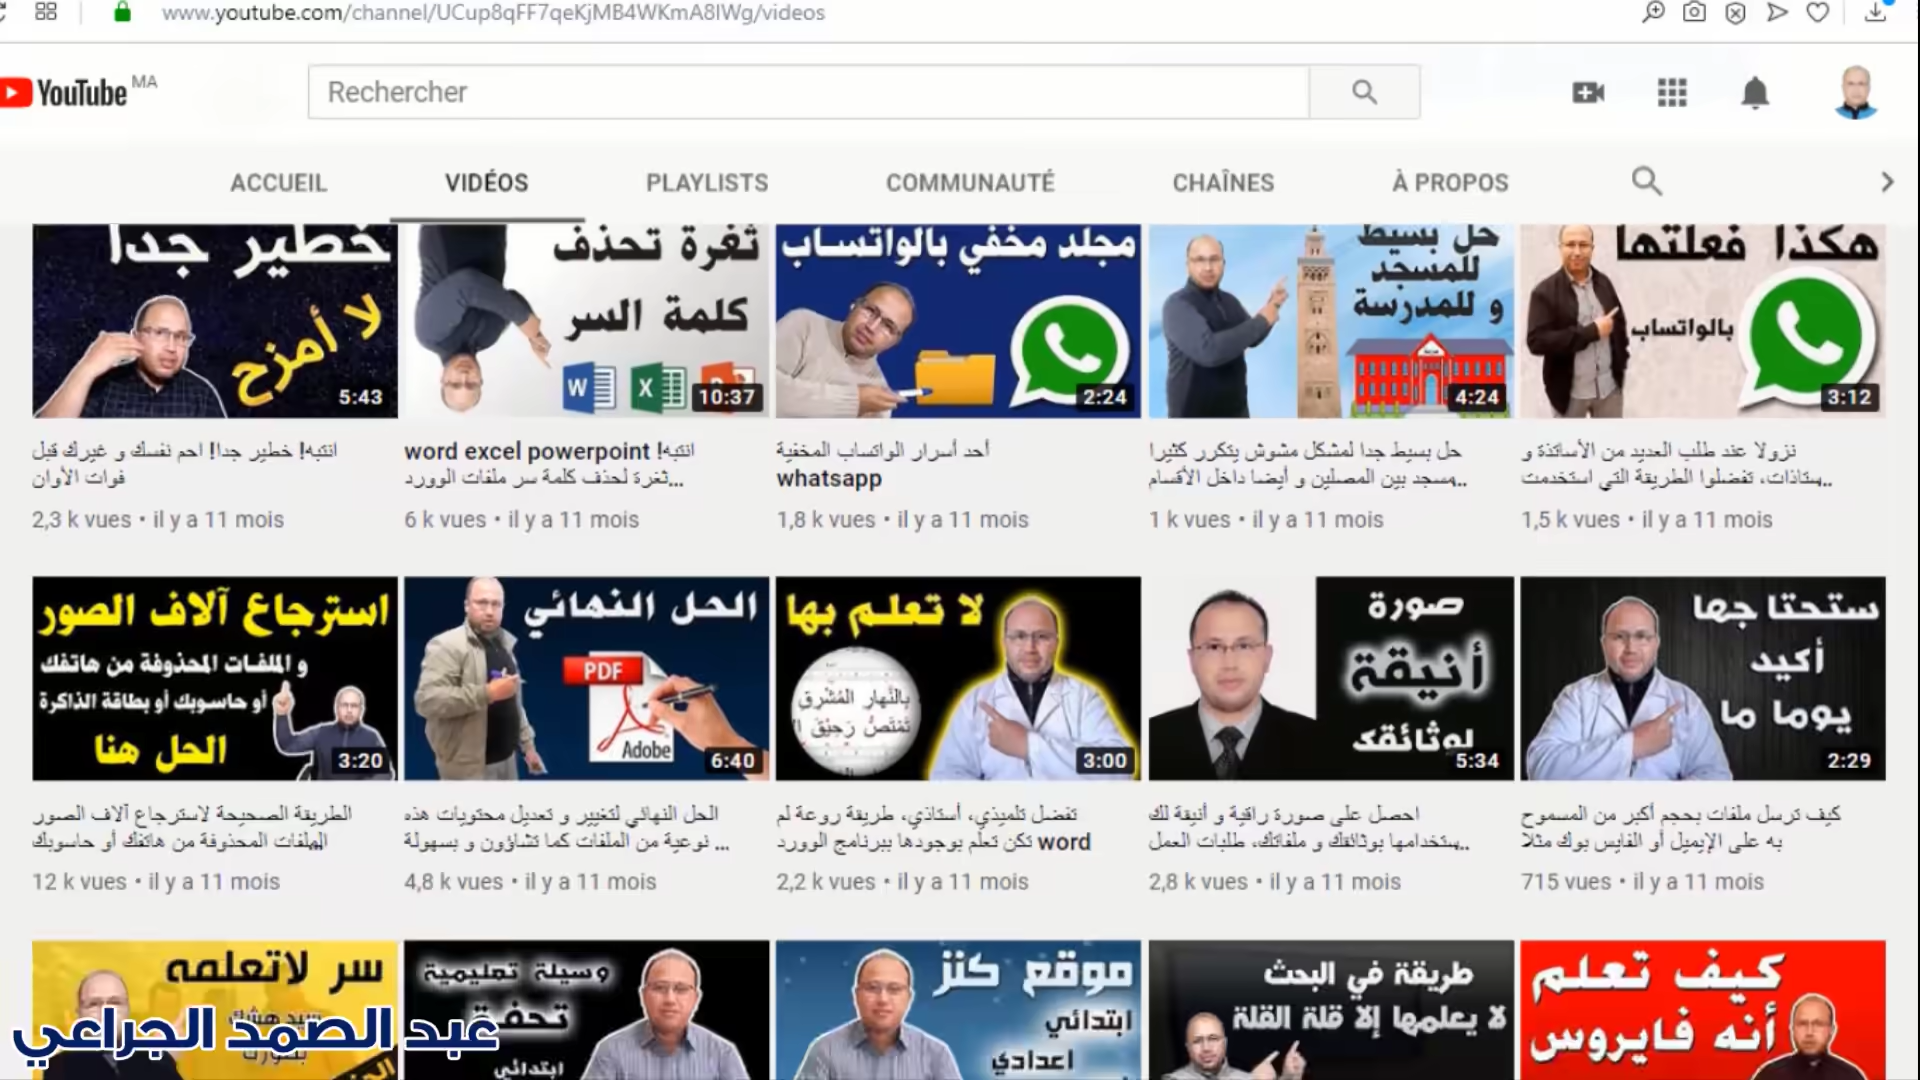 www.youtube.com/channel/UCup8qFF7qeKjMB4WKmA8lWg/videos
YouTube MA
Rechercher
ACCUEIL
VIDÉOS
PLAYLISTS
COMMUNAUTÉ
CHAÎNES
À PROPOS
خطير جدا
لا أمزح
5:43
ثغرة تحذف
كلمة السر
W
X
10:37
مجلد مخفي بالواتساب
2:24
حل بسيط
للمسجد
و للمدرسة
4:24
هكذا فعلتها
بالواتساب
3:12
انتبه! خطير جدا! احم نفسك و غيرك قبل
فوات الأوان
2,3 k vues • il y a 11 mois
word excel powerpoint انتبه!
ثغرة لحذف كلمة سر ملفات الوورد...
6 k vues • il y a 11 mois
أحد أسرار الواتساب المخفية
whatsapp
1,8 k vues • il y a 11 mois
حل بسيط جدا لمشكل مشوش يتكرر كثيرا
مسجد بين المصلين و أيضا داخل الأقسام..
1 k vues • il y a 11 mois
نزولا عند طلب العديد من الأساتذة و
ستاذات، تفضلوا الطريقة التي استخدمت..
1,5 k vues • il y a 11 mois
استرجاع آلاف الصور
و الملفات المحذوفة من هاتفك
أو حاسوبك أو بطاقة الذاكرة
الحل هنا
3:20
الحل النهائي
PDF
Adobe
6:40
لا تعلم بها
بالنَّهار المُشْرِقِ
تَمْتَصُّ رَحِيْقَ
3:00
صورة
أنيقة
لوثائقك
5:34
ستحتاجها
أكيد
يوما ما
2:29
الطريقة الصحيحة لاسترجاع آلاف الصور
الملفات المحذوفة من هاتفك أو حاسوبك
12 k vues • il y a 11 mois
الحل النهائي لتغيير و تعديل محتويات هذه
نوعية من الملفات كما تشاؤون و بسهولة ...
4,8 k vues • il y a 11 mois
تفضل تلميذي، أستاذي، طريقة روعة لم
تكن تعلم بوجودها ببرنامج الوورد word
2,2 k vues • il y a 11 mois
احصل على صورة راقية و أنيقة لك
ستخدامها بوثائقك و ملفاتك، طلبات العمل..
2,8 k vues • il y a 11 mois
كيف ترسل ملفات بحجم أكبر من المسموح
به على الإيميل أو الفايس بوك مثلا
715 vues • il y a 11 mois
سر لاتعلمه
وسيلة تعليمية
تحفة
ابتدائي
موقع كنز
ابتدائي
اعدادي
طريقة في البحث
لا يعلمها إلا قلة القلة
كيف تعلم
أنه فايروس
عبد الصمد الجراعي